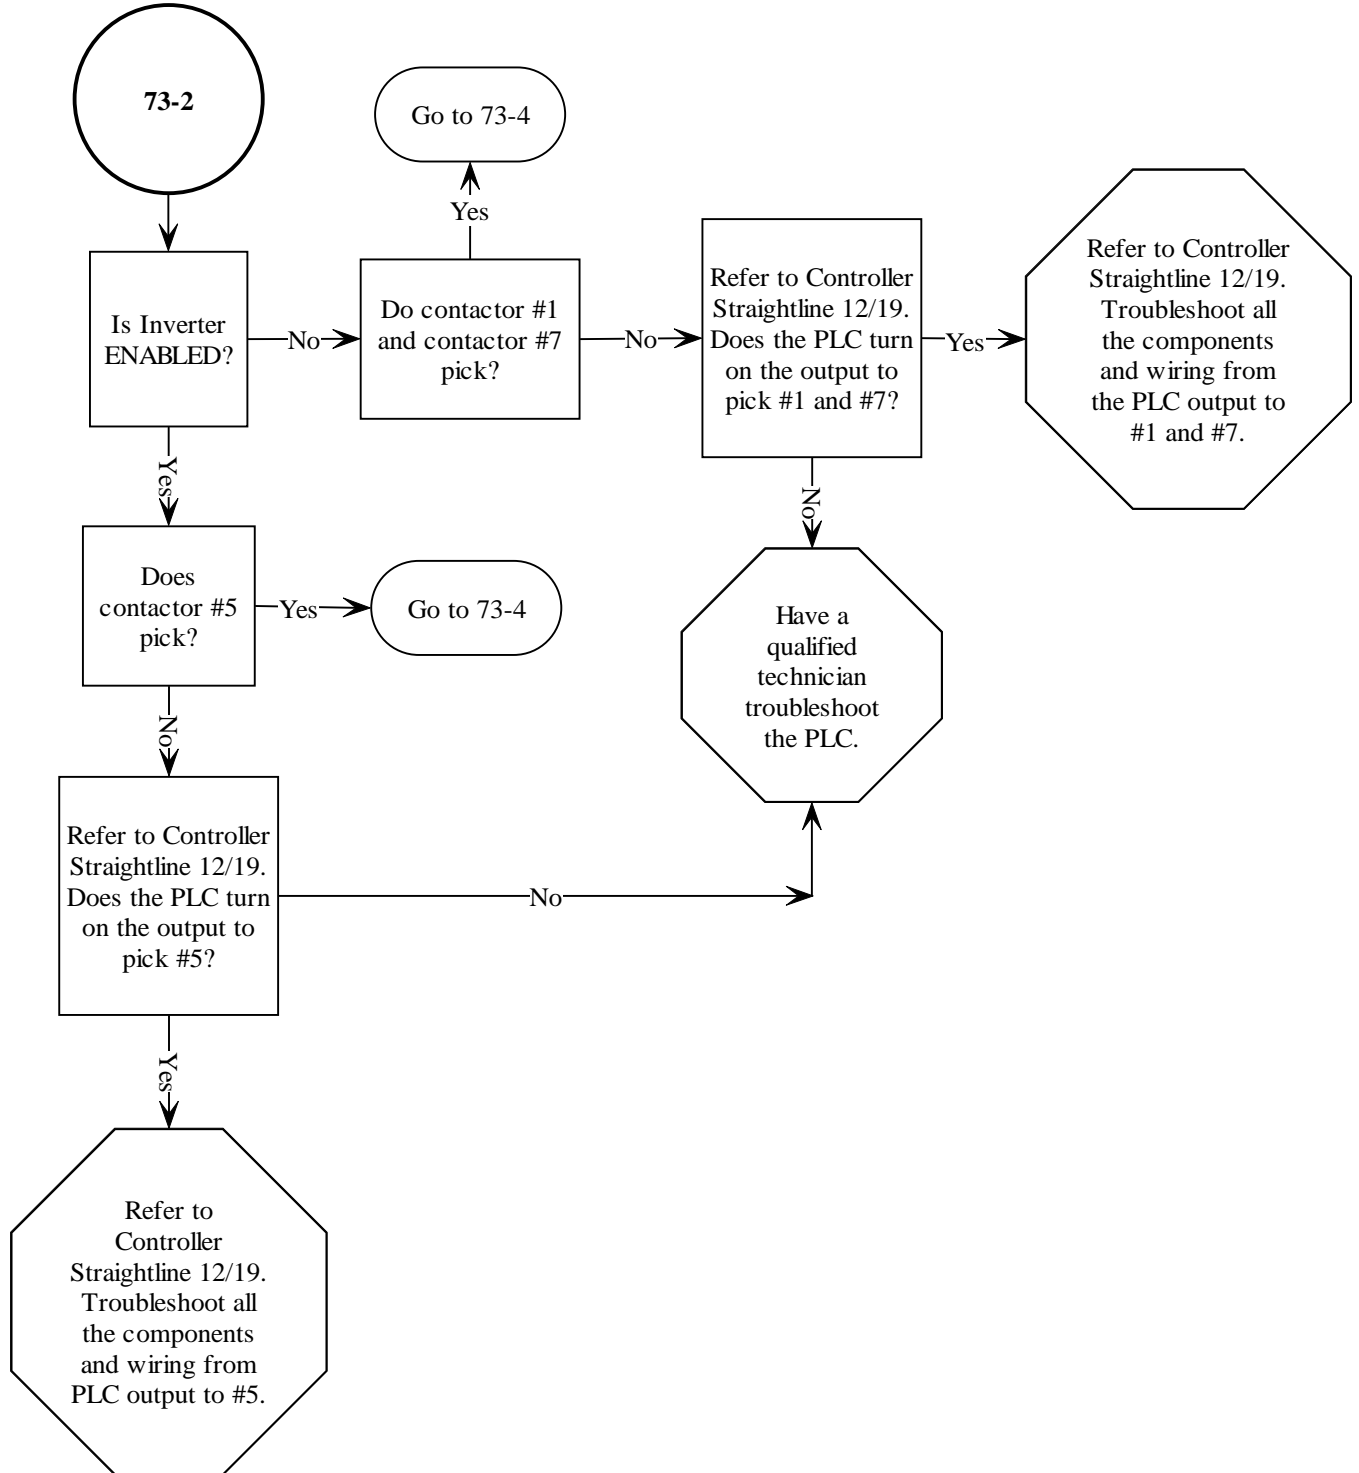 73-2
Go to 73-4
Yes
Is Inverter
ENABLED?
No
Do contactor #1
and contactor #7
pick?
No
Refer to Controller
Straightline 12/19.
Does the PLC turn
on the output to
pick #1 and #7?
Yes
Refer to Controller
Straightline 12/19.
Troubleshoot all
the components
and wiring from
the PLC output to
#1 and #7.
Yes
No
Does
contactor #5
pick?
Yes
Go to 73-4
Have a
qualified
technician
troubleshoot
the PLC.
No
Refer to Controller
Straightline 12/19.
Does the PLC turn
on the output to
pick #5?
No
Yes
Refer to
Controller
Straightline 12/19.
Troubleshoot all
the components
and wiring from
PLC output to #5.